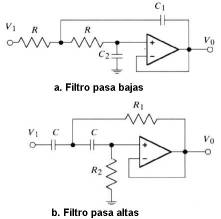 C1
V1 R R V0
C2
+
−
a. Filtro pasa bajas
R1
V1 C C V0
R2
+
−
b. Filtro pasa altas